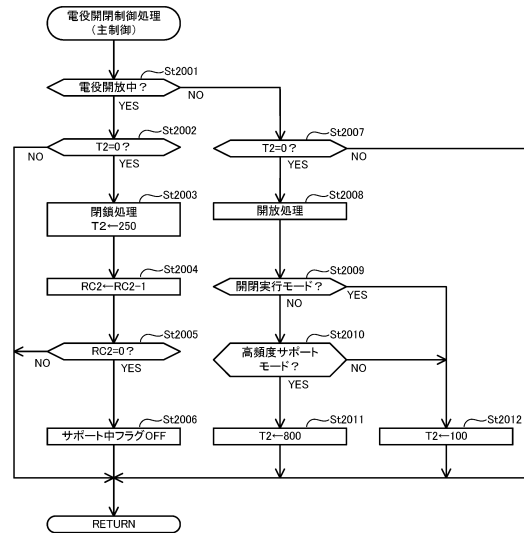 電役開閉制御処理
（主制御）
St2001
電役開放中？
NO
YES
St2002
T2=0？
NO
YES
St2003
閉鎖処理
T2←250
St2004
RC2←RC2-1
St2005
RC2=0？
NO
YES
St2006
サポート中フラグOFF
St2007
T2=0？
NO
YES
St2008
開放処理
St2009
開閉実行モード？
YES
NO
St2010
高頻度サポート
モード？
NO
YES
St2011
T2←800
St2012
T2←100
RETURN